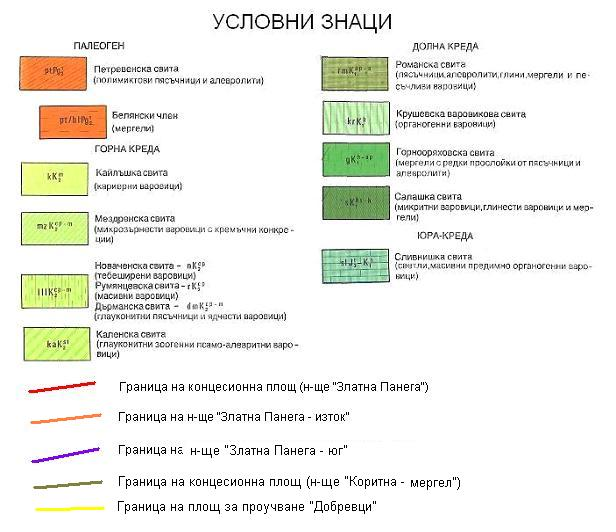 УСЛОВНИ ЗНАЦИ
ПАЛЕОГЕН
Петревенска свита
(полимиктови пясъчници и алевролити)
Белянски член
(мергели)
ГОРНА КРЕДА
Кайлъшка свита
(кариерни варовици)
Мездренска свита
(микрозърнести варовици с кремъчни конкре-
ции)
Новаченска свита -
(тебеширени варовици)
Румянцевска свита -
(масивни варовици)
Дърманска свита -
(глауконитни пясъчници и ядчести варовици)
Каленска свита
(глауконитни зоогенни псамо-алевритни варо-
вици)
ДОЛНА КРЕДА
Романска свита
(пясъчници,алевролити,глини,мергели и пе-
съчливи варовици)
Крушевска варовикова свита
(органогенни варовици)
Горнооряховска свита
(мергели с редки прослойки от пясъчници и
алевролити)
Салашка свита
(микритни варовици,глинести варовици и мер-
гели)
ЮРА-КРЕДА
Сливнишка свита
(светли,масивни предимно органогенни варо-
вици)
Граница на концесионна площ (н-ще "Златна Панега")
Граница на н-ще "Златна Панега - изток"
Граница на н-ще "Златна Панега - юг"
Граница на концесионна площ (н-ще "Коритна - мергел")
Граница на площ за проучване "Добревци"